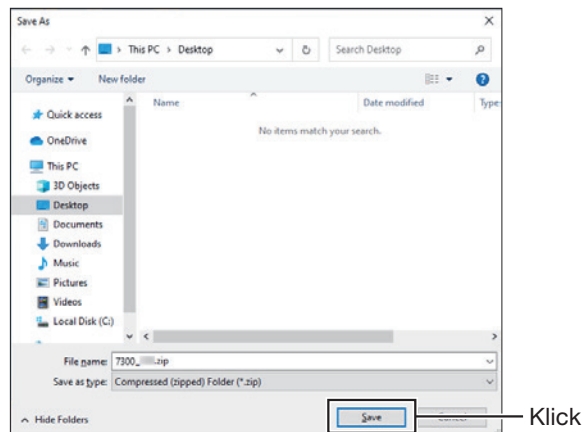 Save As
This PC > Desktop
Search Desktop
Organize
New folder
Name
Date modified
Type
No items match your search.
Quick access
OneDrive
This PC
3D Objects
Desktop
Documents
Downloads
Music
Pictures
Videos
Local Disk (C:)
File name: 7300_ .zip
Save as type: Compressed (zipped) Folder (*.zip)
Hide Folders
Save
Klick